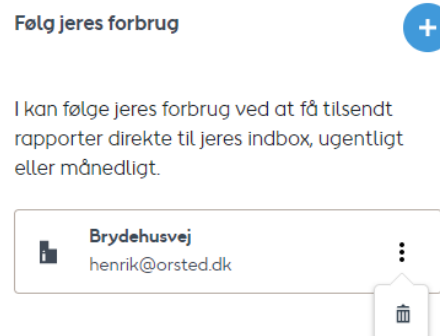 Følg jeres forbrug
I kan følge jeres forbrug ved at få tilsendt
rapporter direkte til jeres indbox, ugentligt
eller månedligt.
Brydehusvej
henrik@orsted.dk